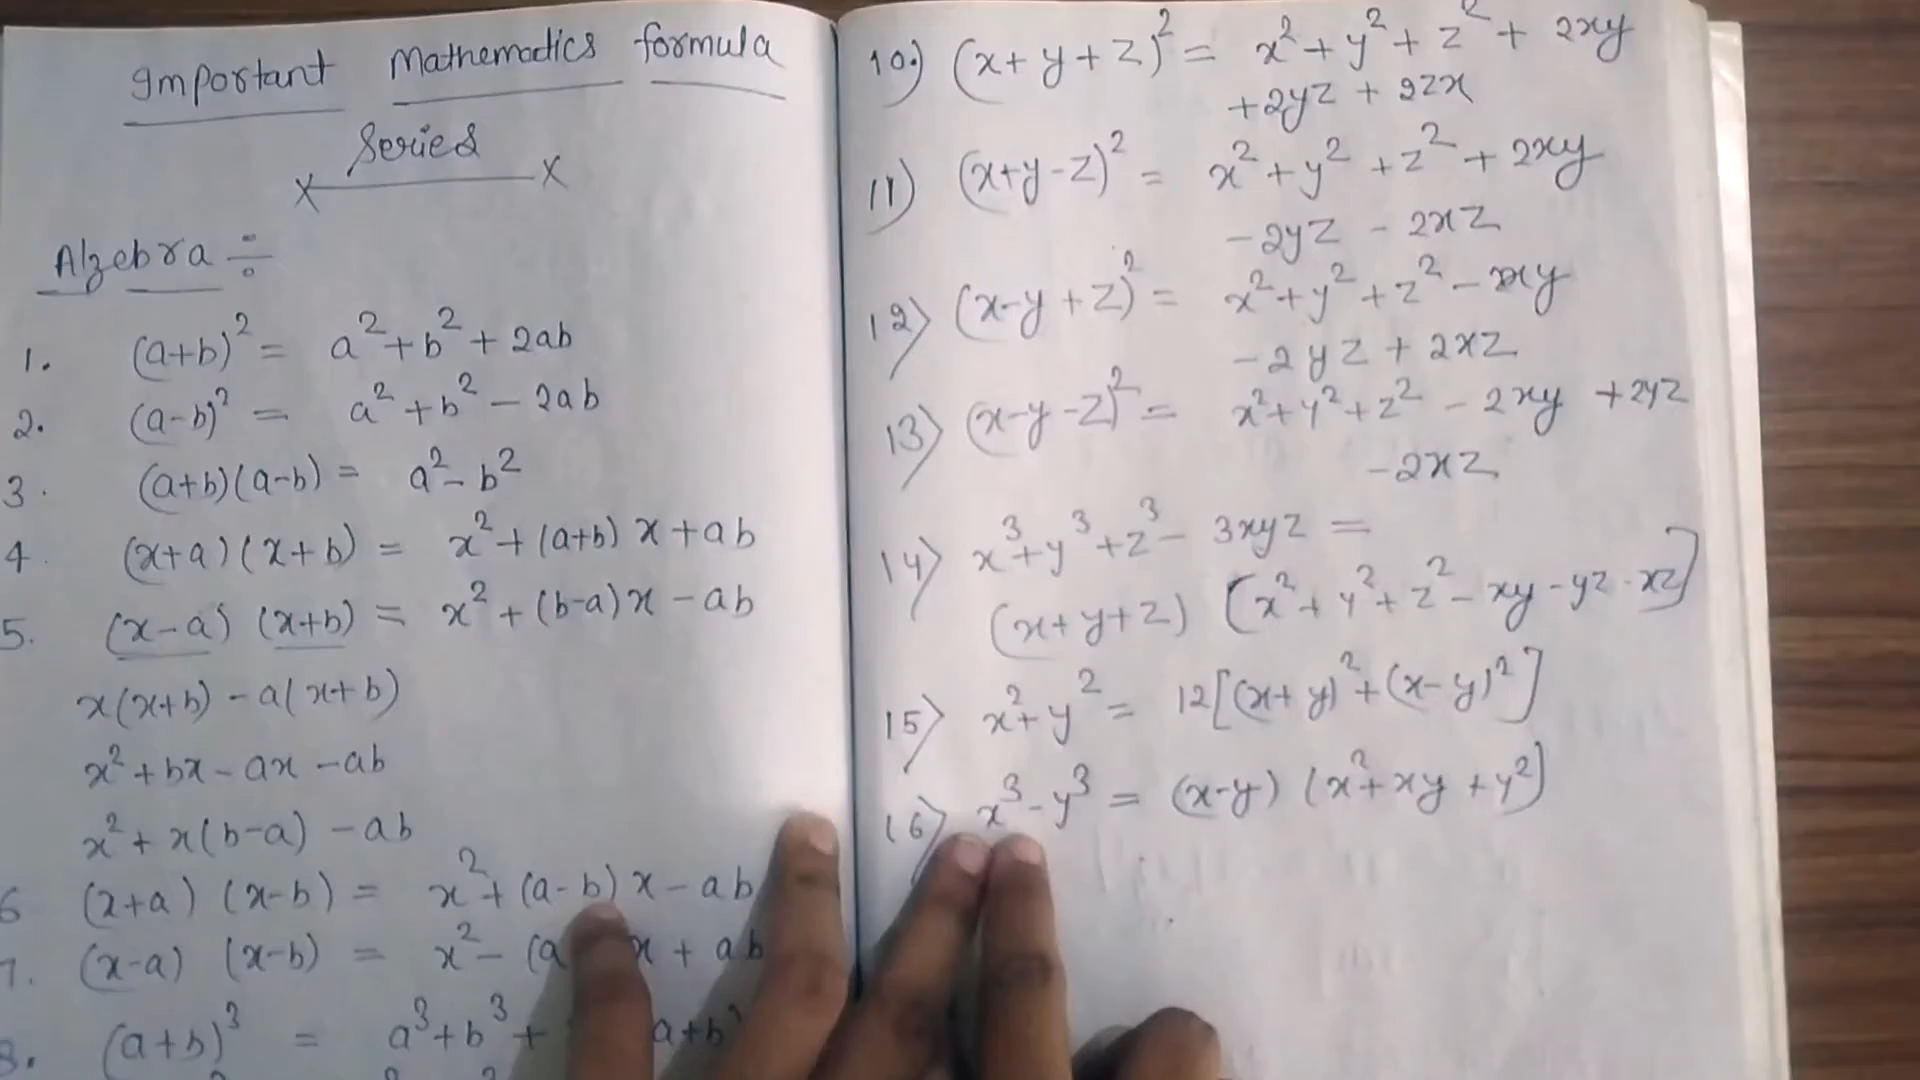 Important Mathematics formula
Series
x x
Alzebra ÷
1. (a+b)² = a² + b² + 2ab
2. (a-b)² = a² + b² - 2ab
3. (a+b)(a-b) = a² - b²
4. (x+a)(x+b) = x² + (a+b)x + ab
5. (x-a) (x+b) = x² + (b-a)x - ab
x(x+b) - a(x+b)
x² + bx - ax - ab
x² + x(b-a) - ab
6 (x+a) (x-b) = x² + (a-b)x - ab
7. (x-a) (x-b) = x² - (a x + ab
8. (a+b)³ = a³ + b³ + a+b
10.) (x+y+z)² = x² + y² + z² + 2xy
+2yz + 2zx
11) (x+y-z)² = x² + y² + z² + 2xy
-2yz - 2xz
12) (x-y+z)² = x² + y² + z² - xy
-2yz + 2xz
13) (x-y-z)² = x² + y² + z² - 2xy + 2yz
-2xz
14) x³ + y³ + z³ - 3xyz =
(x+y+z) [x² + y² + z² - xy - yz - xz]
15) x² + y² = 12[(x+y)² + (x-y)²]
16) x³ - y³ = (x-y) (x² + xy + y²]